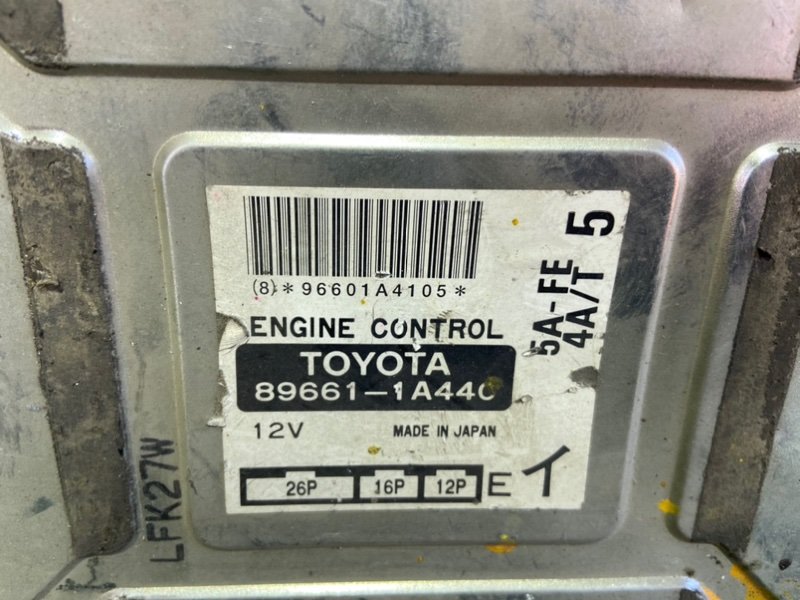 (8)*96601A4105*
ENGINE CONTROL
TOYOTA
89661-1A440
12V MADE IN JAPAN
26P 16P 12P E イ
5A-FE
4A/T 5
LFK27W